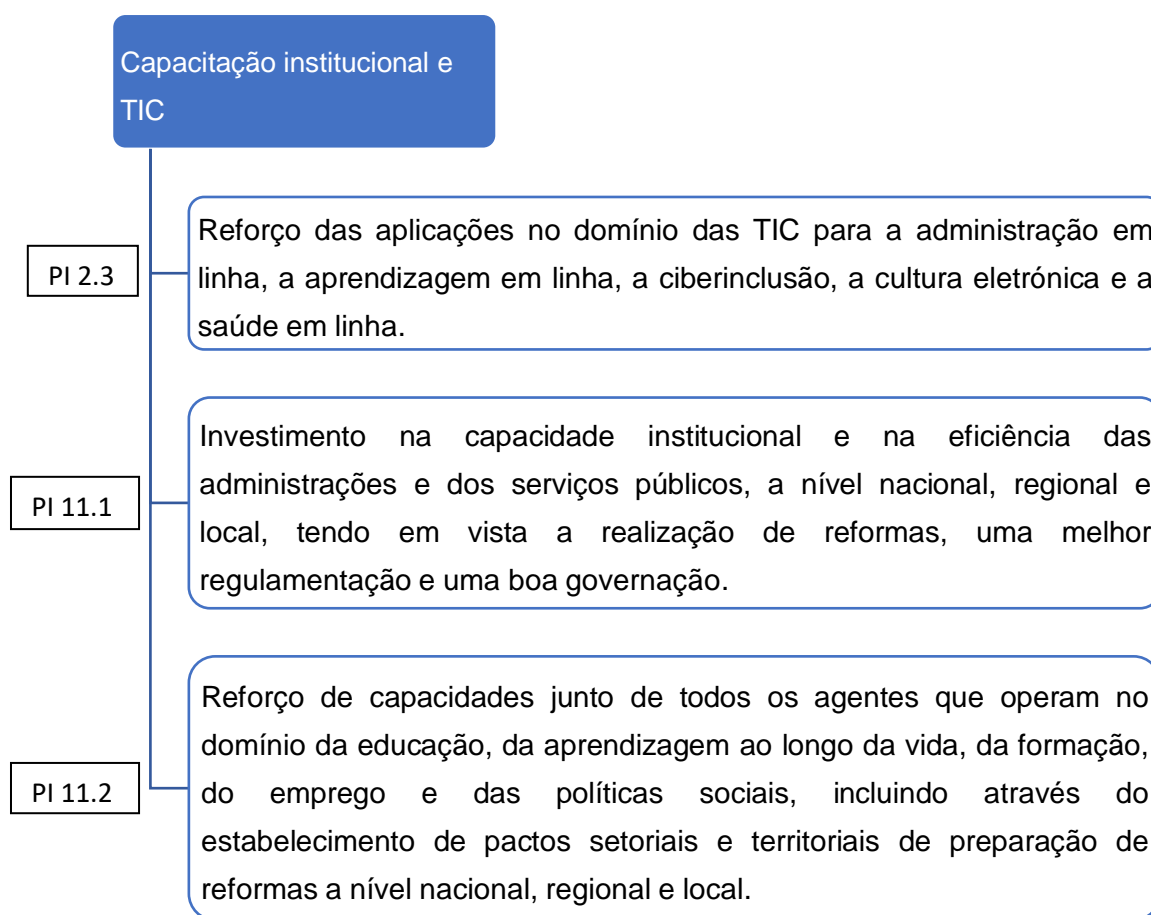 Capacitação institucional e
TIC
PI 2.3
Reforço das aplicações no domínio das TIC para a administração em
linha, a aprendizagem em linha, a ciberinclusão, a cultura eletrónica e a
saúde em linha.
PI 11.1
Investimento na capacidade institucional e na eficiência das
administrações e dos serviços públicos, a nível nacional, regional e
local, tendo em vista a realização de reformas, uma melhor
regulamentação e uma boa governação.
PI 11.2
Reforço de capacidades junto de todos os agentes que operam no
domínio da educação, da aprendizagem ao longo da vida, da formação,
do emprego e das políticas sociais, incluindo através do
estabelecimento de pactos setoriais e territoriais de preparação de
reformas a nível nacional, regional e local.